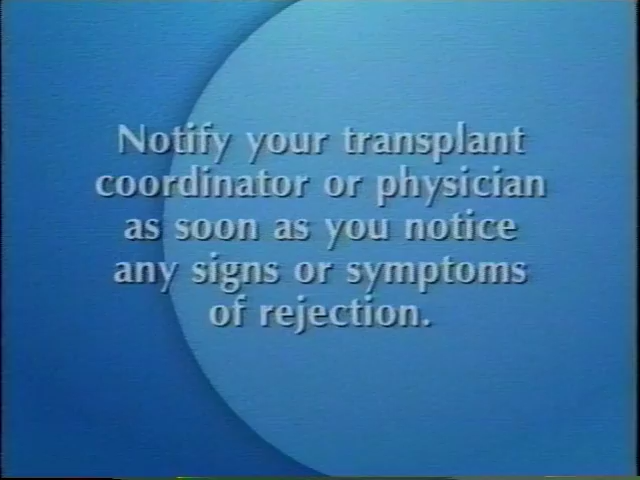 Notify your transplant
coordinator or physician
as soon as you notice
any signs or symptoms
of rejection.